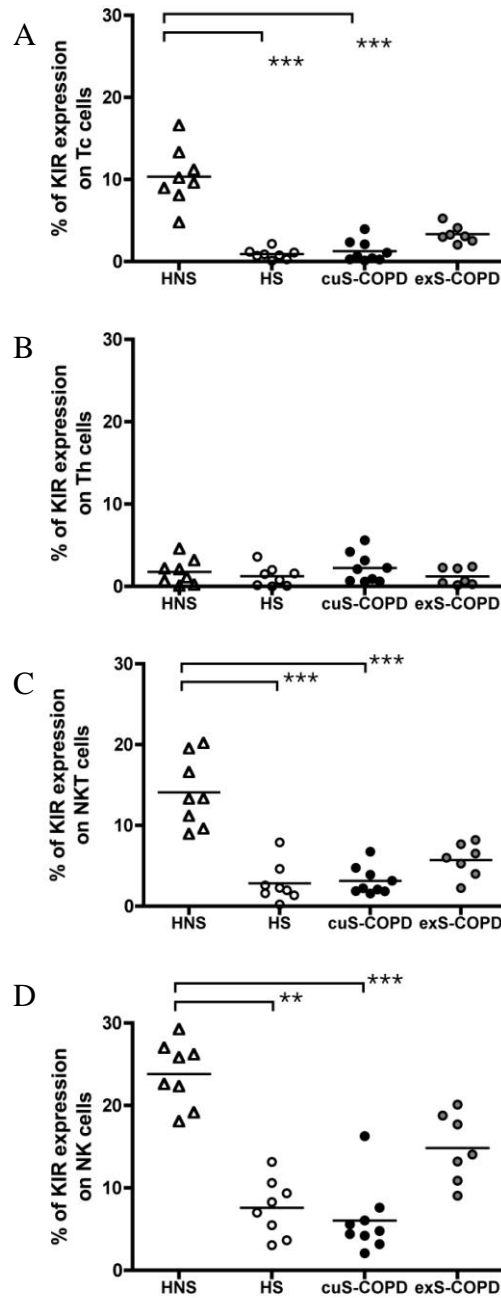 A
% of KIR expression
on Tc cells
30
20
10
0
***
***
HNS HS cuS-COPD exS-COPD
B
% of KIR expression
on Th cells
30
20
10
0
HNS HS cuS-COPD exS-COPD
C
% of KIR expression
on NKT cells
30
20
10
0
***
***
HNS HS cuS-COPD exS-COPD
D
% of KIR expression
on NK cells
30
20
10
0
***
**
HNS HS cuS-COPD exS-COPD